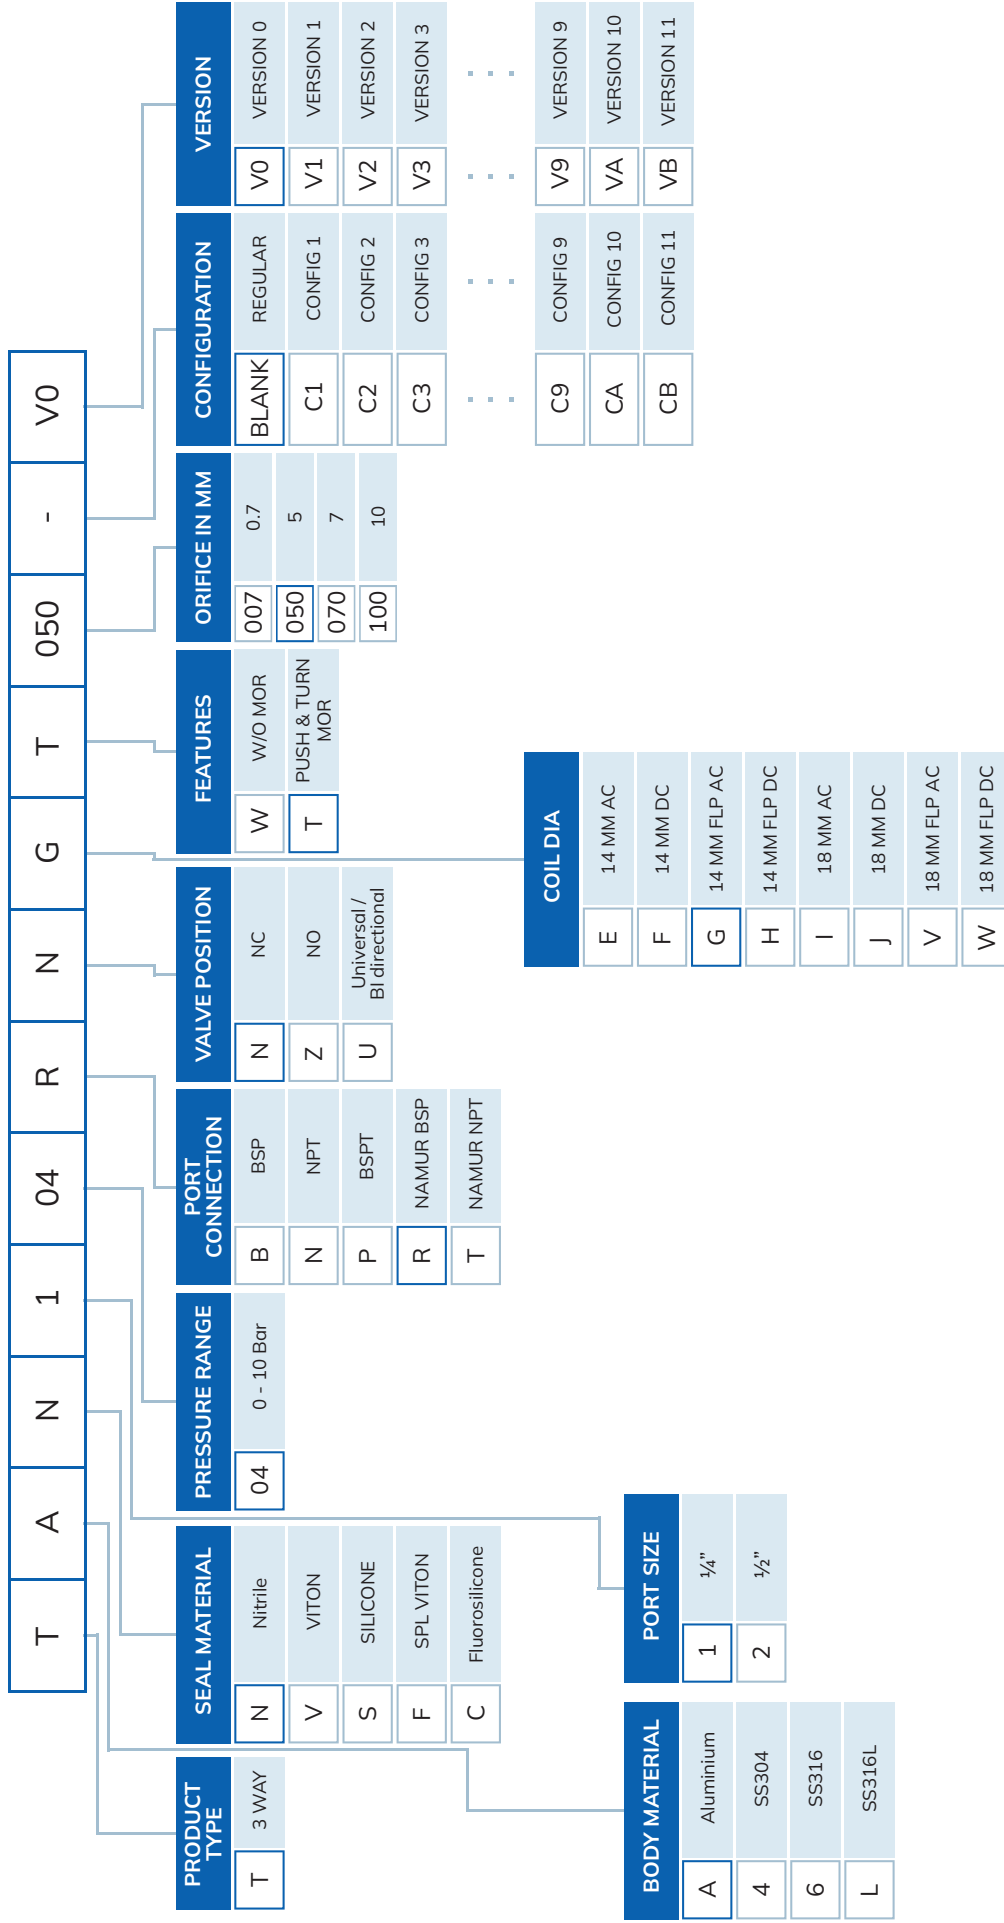 T A N 1 04 R N G T 050 - V0
PRODUCT
TYPE
T 3 WAY
SEAL MATERIAL
N Nitrile
V VITON
S SILICONE
F SPL VITON
C Fluorosilicone
PRESSURE RANGE
04 0 - 10 Bar
PORT
CONNECTION
B BSP
N NPT
P BSPT
R NAMUR BSP
T NAMUR NPT
VALVE POSITION
N NC
Z NO
U Universal /
BI directional
FEATURES
W W/O MOR
T PUSH & TURN
MOR
ORIFICE IN MM
007 0.7
050 5
070 7
100 10
CONFIGURATION
BLANK REGULAR
C1 CONFIG 1
C2 CONFIG 2
C3 CONFIG 3
. . . . . .
C9 CONFIG 9
CA CONFIG 10
CB CONFIG 11
VERSION
V0 VERSION 0
V1 VERSION 1
V2 VERSION 2
V3 VERSION 3
. . . . . .
V9 VERSION 9
VA VERSION 10
VB VERSION 11
BODY MATERIAL
A Aluminium
4 SS304
6 SS316
L SS316L
PORT SIZE
1 ¼”
2 ½”
COIL DIA
E 14 MM AC
F 14 MM DC
G 14 MM FLP AC
H 14 MM FLP DC
I 18 MM AC
J 18 MM DC
V 18 MM FLP AC
W 18 MM FLP DC